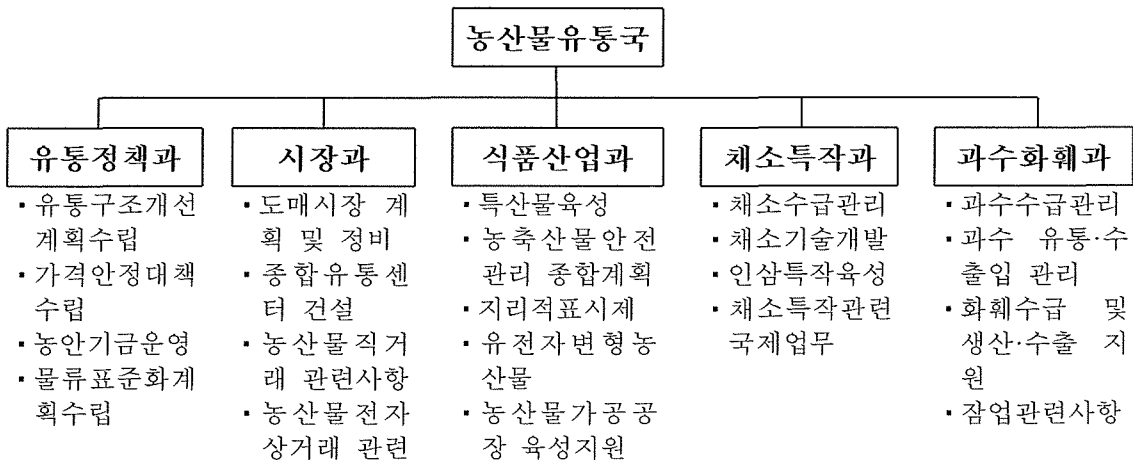 농산물유통국
유통정책과
▪ 유통구조개선
계획수립
▪ 가격안정대책
수립
▪ 농안기금운영
▪ 물류표준화계
획수립
시장과
▪ 도매시장 계
획 및 정비
▪ 종합유통센
터 건설
▪ 농산물직거
래 관련사항
▪ 농산물전자
상거래 관련
식품산업과
▪ 특산물육성
▪ 농축산물안전
관리 종합계획
▪ 지리적표시제
▪ 유전자변형농
산물
▪ 농산물가공공
장 육성지원
채소특작과
▪ 채소수급관리
▪ 채소기술개발
▪ 인삼특작육성
▪ 채소특작관련
국제업무
과수화훼과
▪ 과수수급관리
▪ 과수 유통·수
출입 관리
▪ 화훼수급 및
생산·수출 지
원
▪ 잠업관련사항